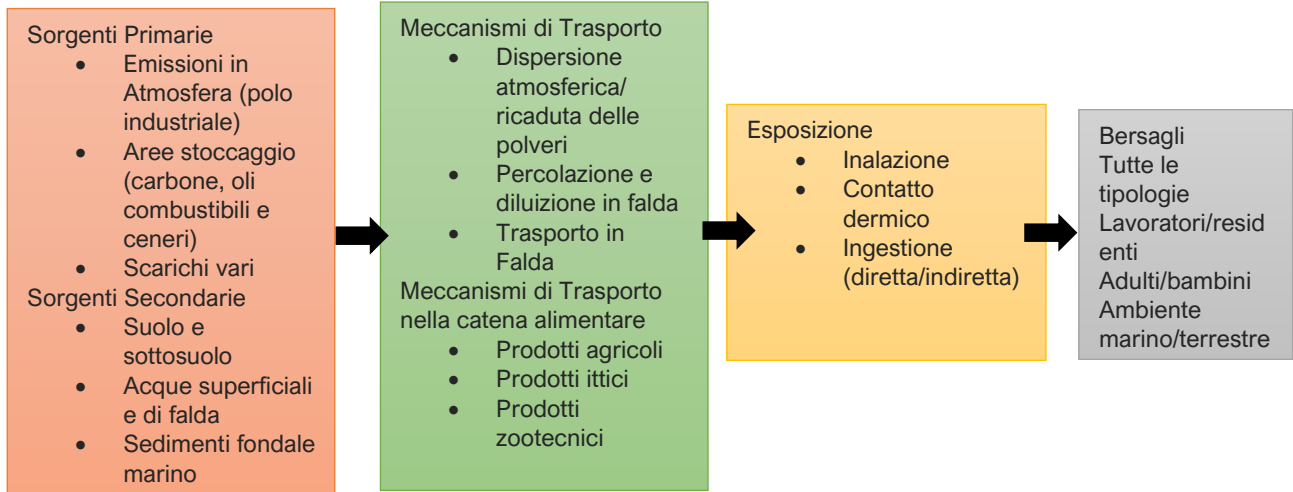 Sorgenti Primarie
• Emissioni in
Atmosfera (polo
industriale)
• Aree stoccaggio
(carbone, oli
combustibili e
ceneri)
• Scarichi vari
Sorgenti Secondarie
• Suolo e
sottosuolo
• Acque superficiali
e di falda
• Sedimenti fondale
marino
Meccanismi di Trasporto
• Dispersione
atmosferica/
ricaduta delle
polveri
• Percolazione e
diluizione in falda
• Trasporto in
Falda
Meccanismi di Trasporto
nella catena alimentare
• Prodotti agricoli
• Prodotti ittici
• Prodotti
zootecnici
Esposizione
• Inalazione
• Contatto
dermico
• Ingestione
(diretta/indiretta)
Bersagli
Tutte le
tipologie
Lavoratori/resid
enti
Adulti/bambini
Ambiente
marino/terrestre